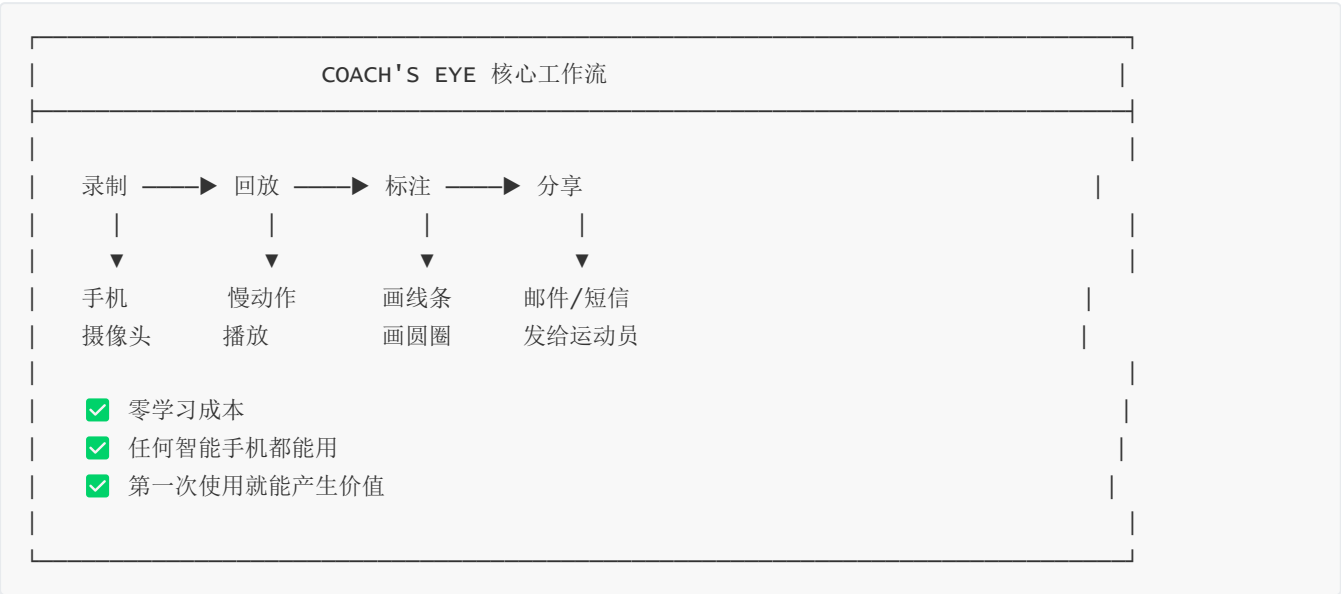 COACH'S EYE 核心工作流
录制 ——▶ 回放 ——▶ 标注 ——▶ 分享
手机 慢动作 画线条 邮件/短信
摄像头 播放 画圆圈 发给运动员
✅ 零学习成本
✅ 任何智能手机都能用
✅ 第一次使用就能产生价值